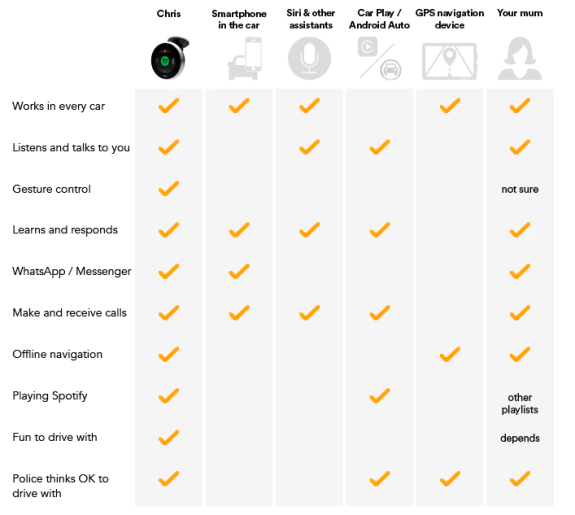 Chris
Smartphone
in the car
Siri & other
assistants
Car Play /
Android Auto
GPS navigation
device
Your mum
Works in every car
Listens and talks to you
Gesture control
not sure
Learns and responds
WhatsApp / Messenger
Make and receive calls
Offline navigation
Playing Spotify
other
playlists
Fun to drive with
depends
Police thinks OK to
drive with